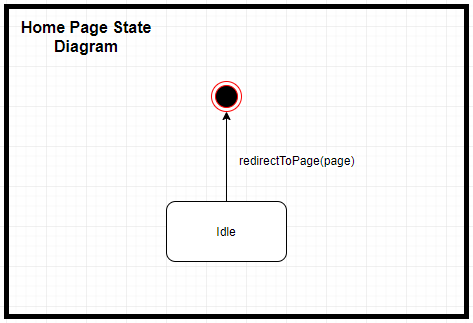 Home Page State
Diagram
redirectToPage(page)
Idle